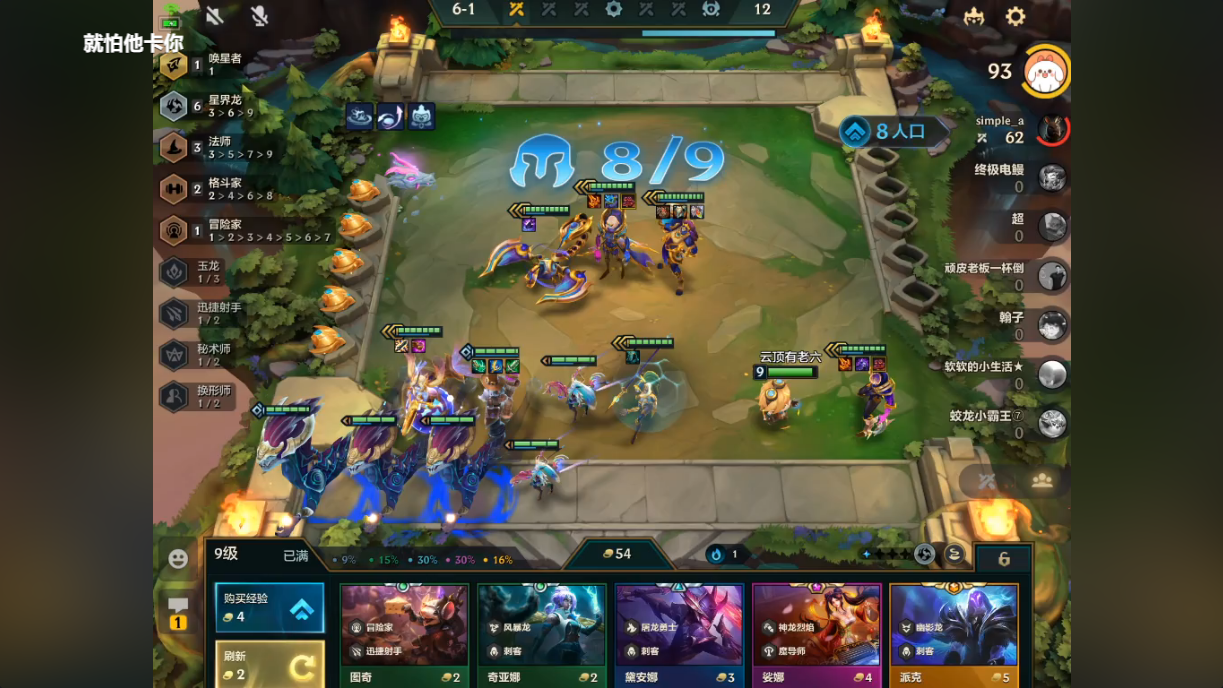 就怕他卡你
6-1
12
8/9
8人口
93
simple_a
62
终极电鳗
0
超
0
顽皮老板一杯倒
0
翰子
0
软软的小生活★
0
蛟龙小霸王⑦
0
1 唤星者
1
6 星界龙
3 > 6 > 9
3 法师
3 > 5 > 7 > 9
2 格斗家
2 > 4 > 6 > 8
1 冒险家
1 > 2 > 3 > 4 > 5 > 6 > 7
玉龙
1 / 3
迅捷射手
1 / 2
秘术师
1 / 2
换形师
1 / 2
云顶有老六
9
9级
已满
9%
15%
30%
30%
16%
54
1
6
1
购买经验
4
刷新
2
冒险家
迅捷射手
图奇
2
风暴龙
刺客
奇亚娜
2
屠龙勇士
刺客
黛安娜
3
神龙烈焰
魔导师
娑娜
4
幽影龙
刺客
派克
5